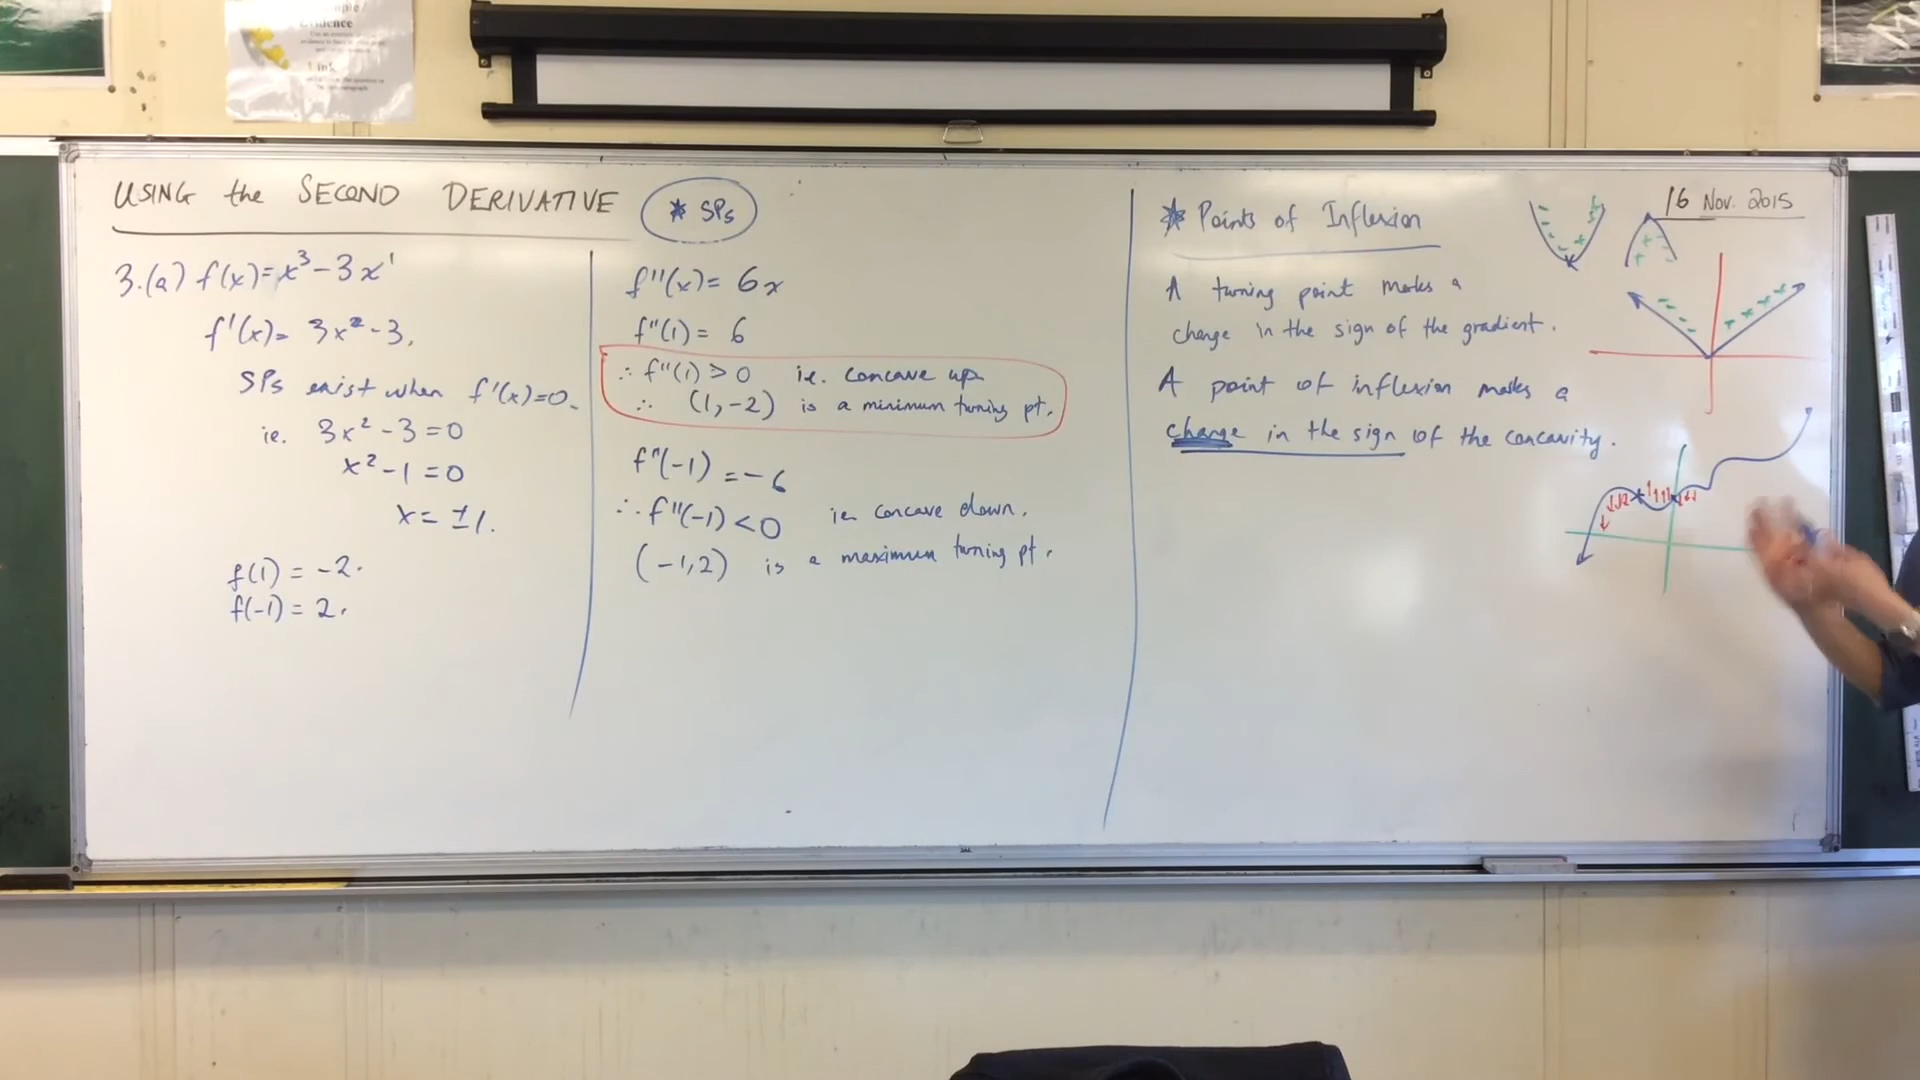 Evidence
Link
USING the SECOND DERIVATIVE
* SPs
3.(a) f(x)=x³-3x¹
f'(x)= 3x²-3.
SPs exist when f'(x)=0.
ie. 3x²-3=0
x²-1=0
x=±1.
f(1) = -2.
f(-1) = 2.
f''(x)= 6x
f''(1) = 6
∴ f''(1) > 0 ie. concave up
∴ (1,-2) is a minimum turning pt.
f''(-1) = -6
∴ f''(-1) < 0 ie. concave down.
(-1,2) is a maximum turning pt.
16 Nov. 2015
* Points of Inflexion
A turning point marks a
change in the sign of the gradient.
A point of inflexion marks a
change in the sign of the concavity.